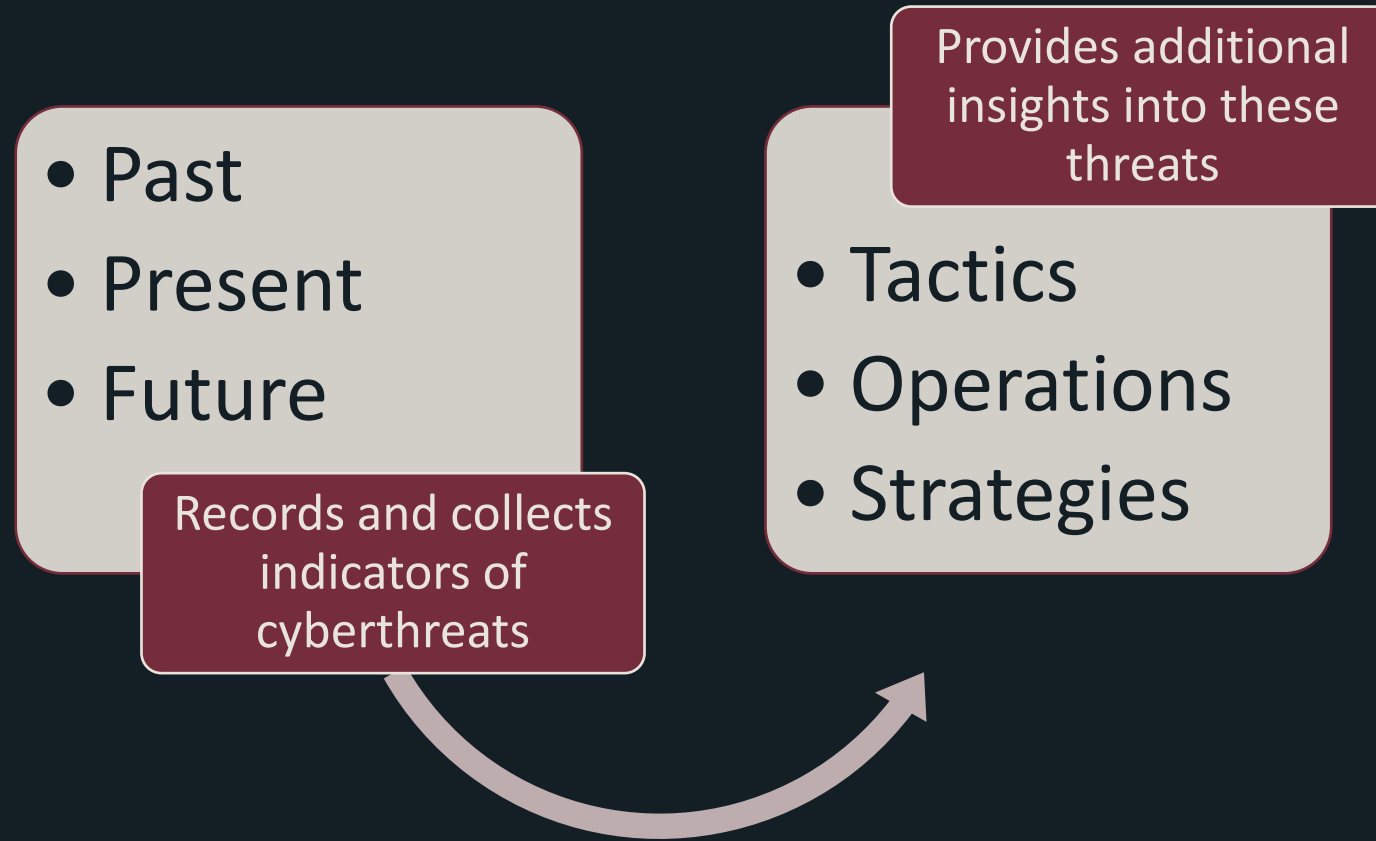 • Past
• Present
• Future
Records and collects
indicators of
cyberthreats
Provides additional
insights into these
threats
• Tactics
• Operations
• Strategies